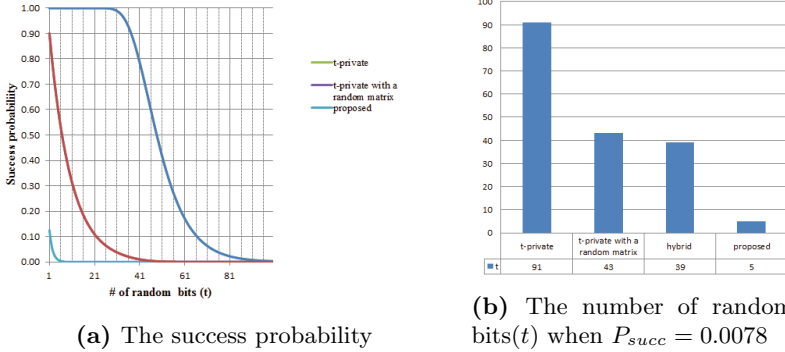 1.00
0.90
0.80
0.70
0.60
0.50
0.40
0.30
0.20
0.10
0.00
Success probabiliity
1 21 41 61 81
# of random bits (t)
t-private
t-private with a
random matrix
proposed
(a) The success probability
100
90
80
70
60
50
40
30
20
10
0
t-private
t-private with a
random matrix
hybrid
proposed
t 91 43 39 5
(b) The number of random
bits(t) when P_succ = 0.0078